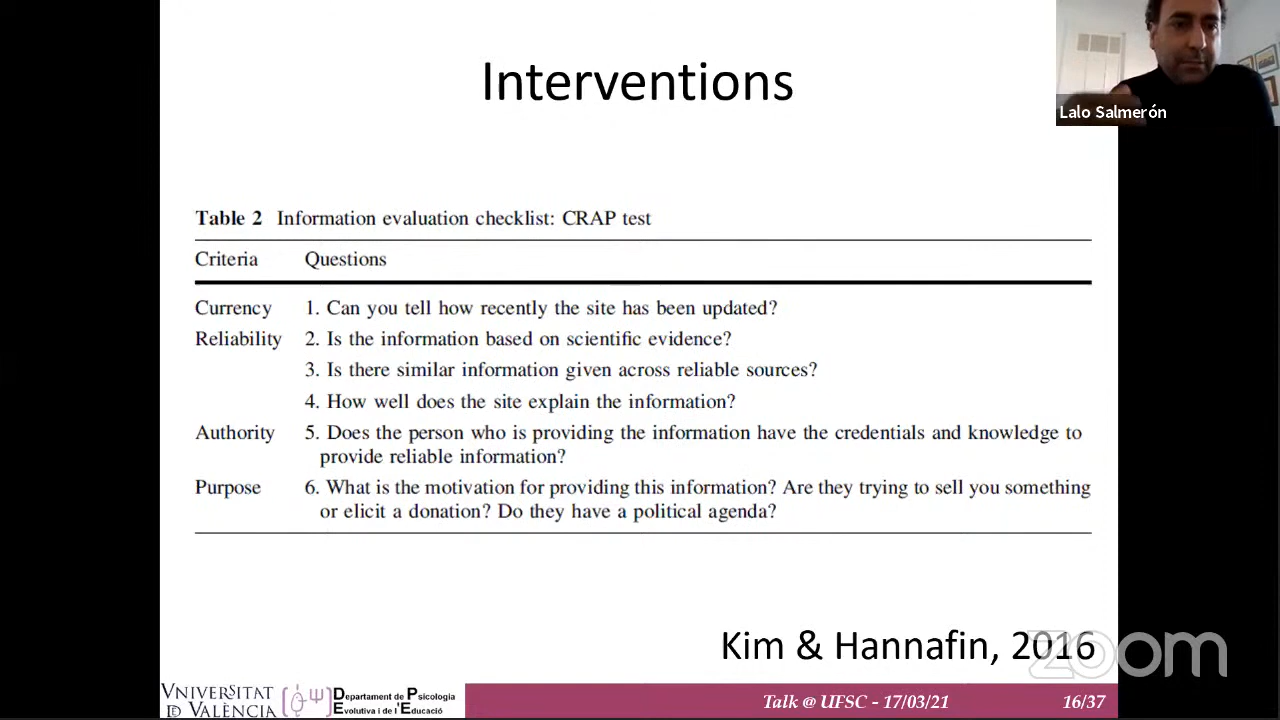 Interventions
Lalo Salmerón
Table 2 Information evaluation checklist: CRAP test
Criteria Questions
Currency 1. Can you tell how recently the site has been updated?
Reliability 2. Is the information based on scientific evidence?
3. Is there similar information given across reliable sources?
4. How well does the site explain the information?
Authority 5. Does the person who is providing the information have the credentials and knowledge to
provide reliable information?
Purpose 6. What is the motivation for providing this information? Are they trying to sell you something
or elicit a donation? Do they have a political agenda?
Kim & Hannafin, 2016
zoom
VNIVERSITAT
DE VALÈNCIA
Departament de Psicologia
Evolutiva i de l'Educació
Talk @ UFSC - 17/03/21
16/37